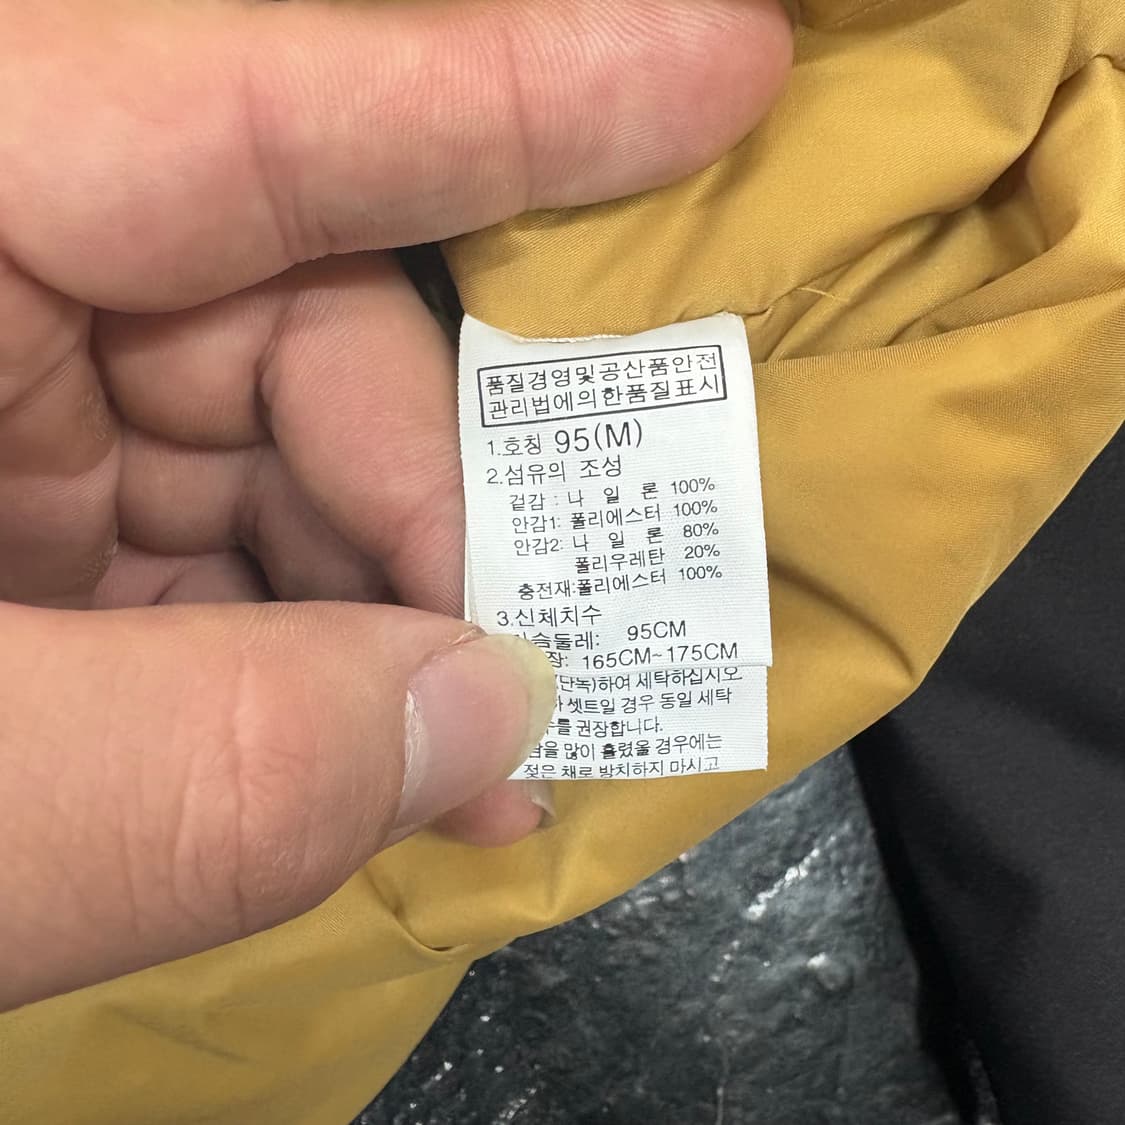 품질경영및공산품안전
관리법에의한품질표시
1.호칭 95(M)
2.섬유의 조성
겉감 : 나 일 론 100%
안감1: 폴리에스터 100%
안감2: 나 일 론 80%
폴리우레탄 20%
충전재:폴리에스터 100%
3.신체치수
95CM
165CM~175CM
(단독)하여 세탁하십시오.
셋트일 경우 동일 세탁
권장합니다.
많이 흘렸을 경우에는
젖은 채로 방치하지 마시고